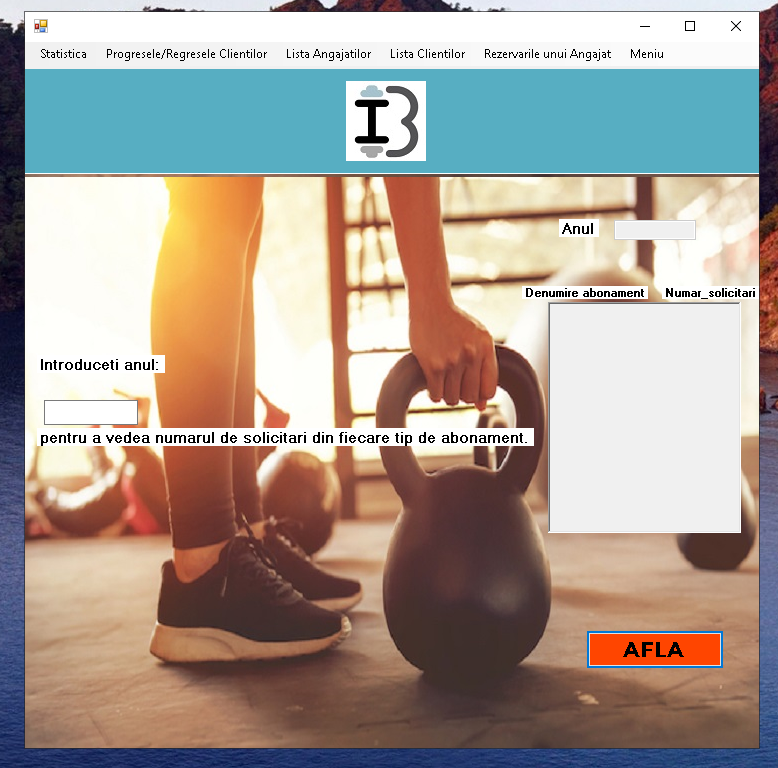 Statistica Progresele/Regresele Clientilor Lista Angajatilor Lista Clientilor Rezervarile unui Angajat Meniu
I3
Anul
Denumire abonament Numar_solicitari
Introduceti anul:
pentru a vedea numarul de solicitari din fiecare tip de abonament.
AFLA